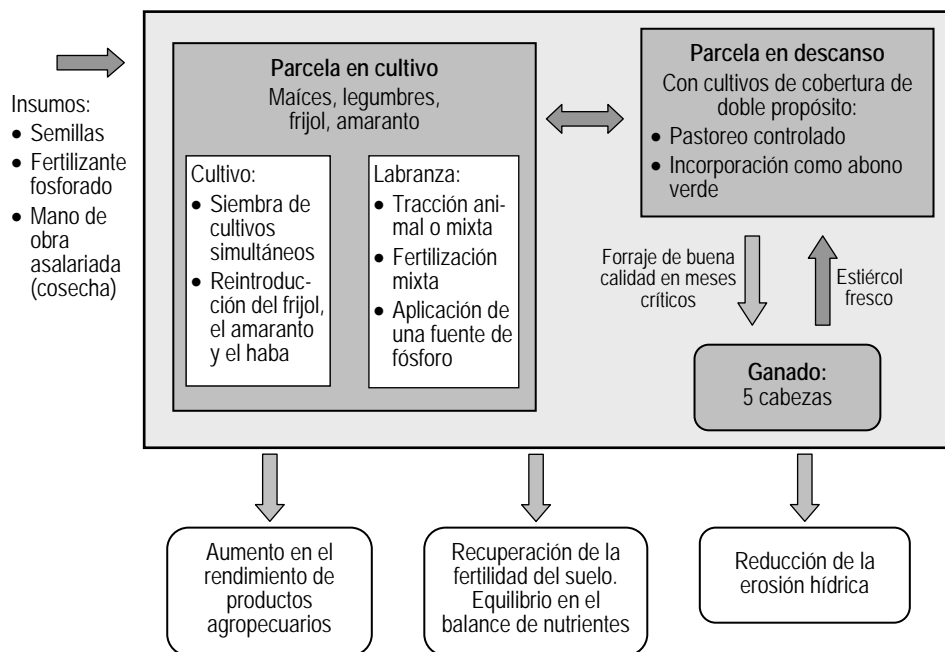 Insumos:
• Semillas
• Fertilizante
fosforado
• Mano de
obra
asalariada
(cosecha)
Parcela en cultivo
Maíces, legumbres,
frijol, amaranto
Cultivo:
• Siembra de
cultivos
simultáneos
• Reintroduc-
ción del frijol,
el amaranto
y el haba
Labranza:
• Tracción ani-
mal o mixta
• Fertilización
mixta
• Aplicación de
una fuente de
fósforo
Parcela en descanso
Con cultivos de cobertura de
doble propósito:
• Pastoreo controlado
• Incorporación como abono
verde
Forraje de buena
calidad en meses
críticos
Estiércol
fresco
Ganado:
5 cabezas
Aumento en el
rendimiento de
productos
agropecuarios
Recuperación de la
fertilidad del suelo.
Equilibrio en el
balance de nutrientes
Reducción de la
erosión hídrica